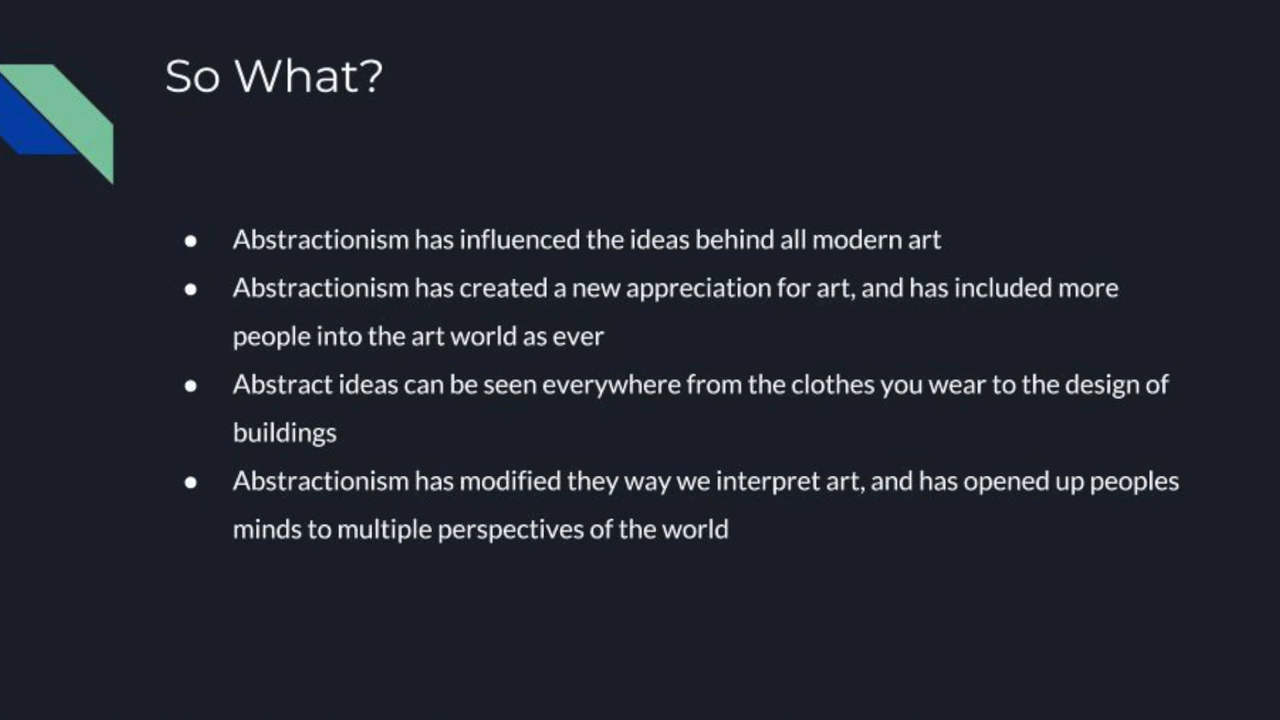 So What?
● Abstractionism has influenced the ideas behind all modern art
● Abstractionism has created a new appreciation for art, and has included more
people into the art world as ever
● Abstract ideas can be seen everywhere from the clothes you wear to the design of
buildings
● Abstractionism has modified they way we interpret art, and has opened up peoples
minds to multiple perspectives of the world